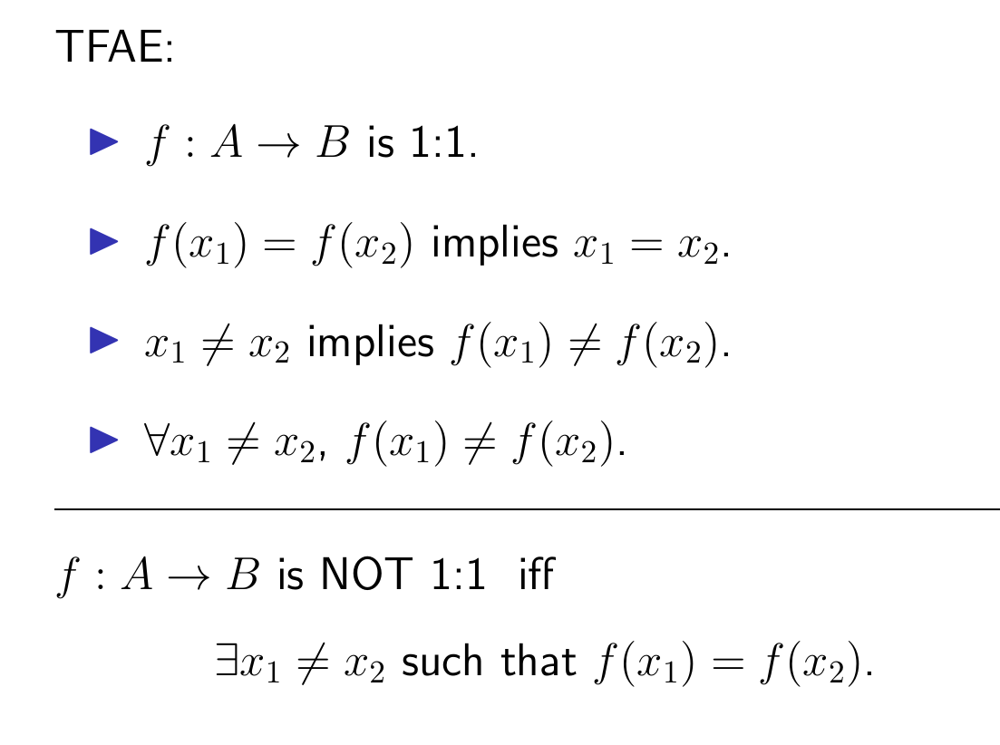 TFAE:
▶ f : A → B is 1:1.
▶ f(x₁) = f(x₂) implies x₁ = x₂.
▶ x₁ ≠ x₂ implies f(x₁) ≠ f(x₂).
▶ ∀x₁ ≠ x₂, f(x₁) ≠ f(x₂).
f : A → B is NOT 1:1 iff
∃x₁ ≠ x₂ such that f(x₁) = f(x₂).